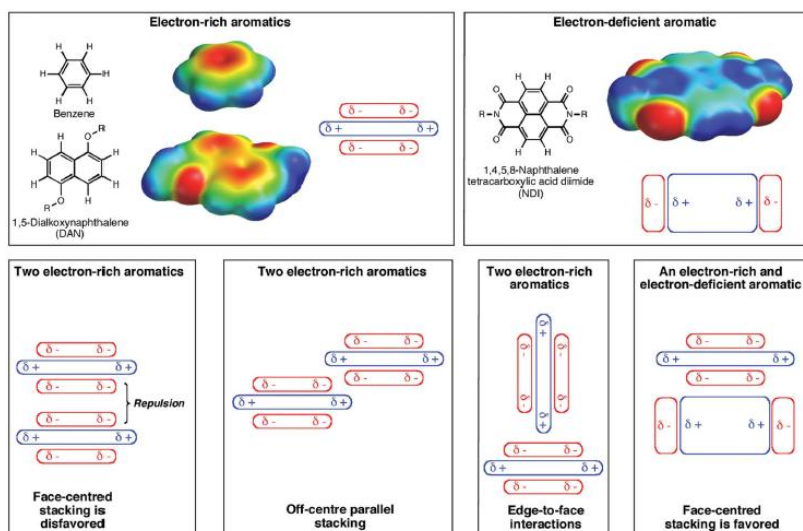 Electron-rich aromatics
H
H
H
H
H
H
Benzene
O-R
H
H
H
H
H
H
R-O
1,5-Dialkoxynaphthalene
(DAN)
δ - δ -
δ + δ +
δ - δ -
Electron-deficient aromatic
H H
O O
R-N N-R
O O
H H
1,4,5,8-Naphthalene
tetracarboxylic acid diimide
(NDI)
δ - δ + δ + δ -
Two electron-rich aromatics
δ - δ -
δ + δ +
δ - δ -
Repulsion
δ - δ -
δ + δ +
δ - δ -
Face-centred
stacking is
disfavored
Two electron-rich aromatics
δ - δ -
δ + δ +
δ - δ -
δ - δ -
δ + δ +
δ - δ -
Off-centre parallel
stacking
Two electron-rich
aromatics
δ + δ +
δ - δ -
δ - δ -
δ - δ -
δ + δ +
δ - δ -
Edge-to-face
interactions
An electron-rich and
electron-deficient aromatic
δ - δ -
δ + δ +
δ - δ -
δ - δ + δ + δ -
Face-centred
stacking is favored